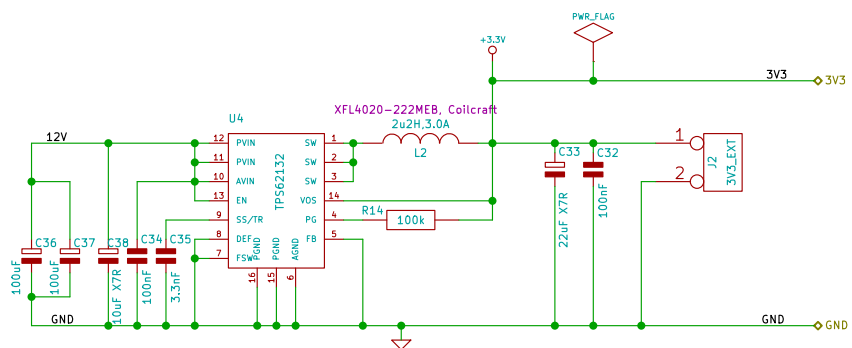 PWR_FLAG
+3.3V
3V3
3V3
XFL4020-222MEB, Coilcraft
2u2H,3.0A
L2
U4
TPS62132
12V
12 PVIN
11 PVIN
10 AVIN
13 EN
9 SS/TR
8 DEF
7 FSW
SW 1
SW 2
SW 3
VOS 14
PG 4
FB 5
PGND 16
PGND 15
AGND 6
R14
100k
C36
100uF
C37
100uF
C38
10uF X7R
C34
100nF
C35
3.3nF
C33
22uF X7R
C32
100nF
1
2
J2
3V3_EXT
GND
GND
GND